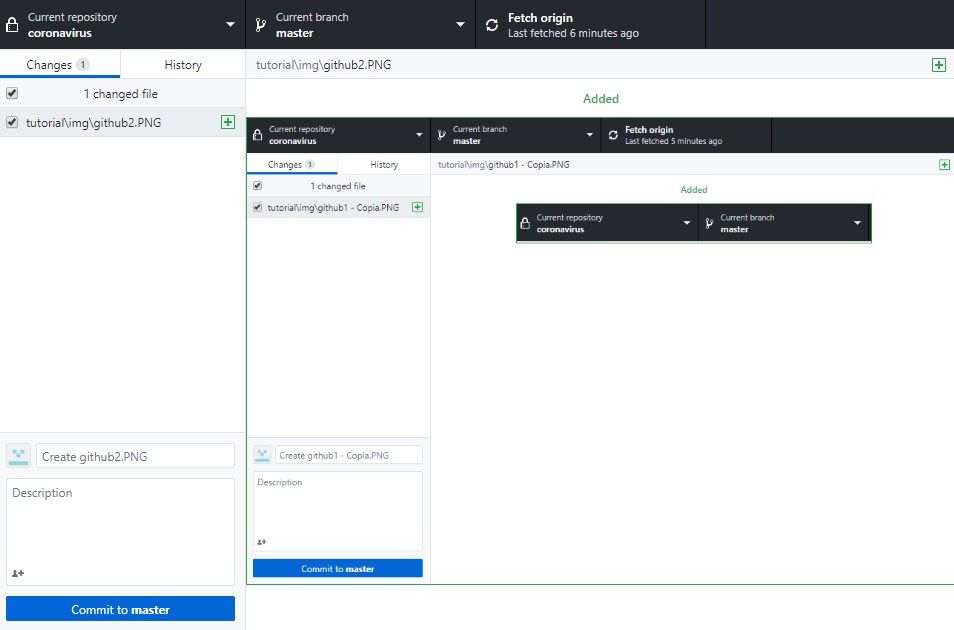 Current repository
coronavirus
Current branch
master
Fetch origin
Last fetched 6 minutes ago
Changes 1
History
1 changed file
tutorial\img\github2.PNG
Create github2.PNG
Description
Commit to master
tutorial\img\github2.PNG
Added
Current repository
coronavirus
Current branch
master
Fetch origin
Last fetched 5 minutes ago
Changes 1
History
1 changed file
tutorial\img\github1 - Copia.PNG
Create github1 - Copia.PNG
Description
Commit to master
tutorial\img\github1 - Copia.PNG
Added
Current repository
coronavirus
Current branch
master